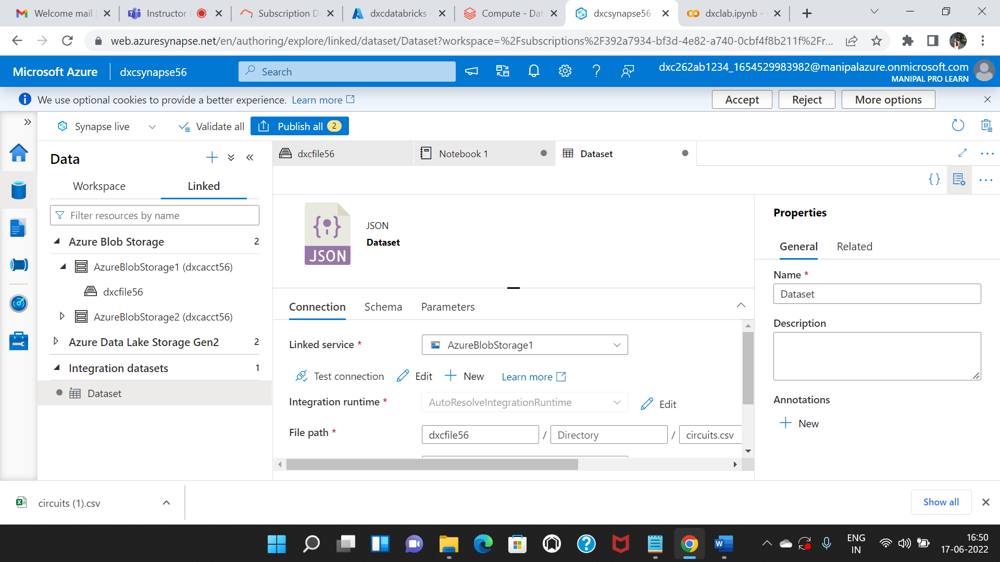 Welcome mail
Instructor
Subscription D
dxcdatabricks -
Compute - Dat
dxcsynapse56
dxclab.ipynb -
web.azuresynapse.net/en/authoring/explore/linked/dataset/Dataset?workspace=%2Fsubscriptions%2F392a7934-bf3d-4e82-a740-0cbf4f8b211f%2Fr...
Microsoft Azure
dxcsynapse56
Search
dxc262ab1234_1654529983982@manipalazure.onmicrosoft.com
MANIPAL PRO LEARN
We use optional cookies to provide a better experience. Learn more
Accept
Reject
More options
Synapse live
Validate all
Publish all 2
Data
Workspace
Linked
Filter resources by name
Azure Blob Storage 2
AzureBlobStorage1 (dxcacct56)
dxcfile56
AzureBlobStorage2 (dxcacct56)
Azure Data Lake Storage Gen2 2
Integration datasets 1
Dataset
dxcfile56
Notebook 1
Dataset
JSON
JSON
Dataset
Connection
Schema
Parameters
Linked service *
AzureBlobStorage1
Test connection
Edit
New
Learn more
Integration runtime *
AutoResolveIntegrationRuntime
Edit
File path *
dxcfile56 / Directory / circuits.csv
Properties
General
Related
Name *
Dataset
Description
Annotations
New
circuits (1).csv
Show all
ENG
IN
16:50
17-06-2022